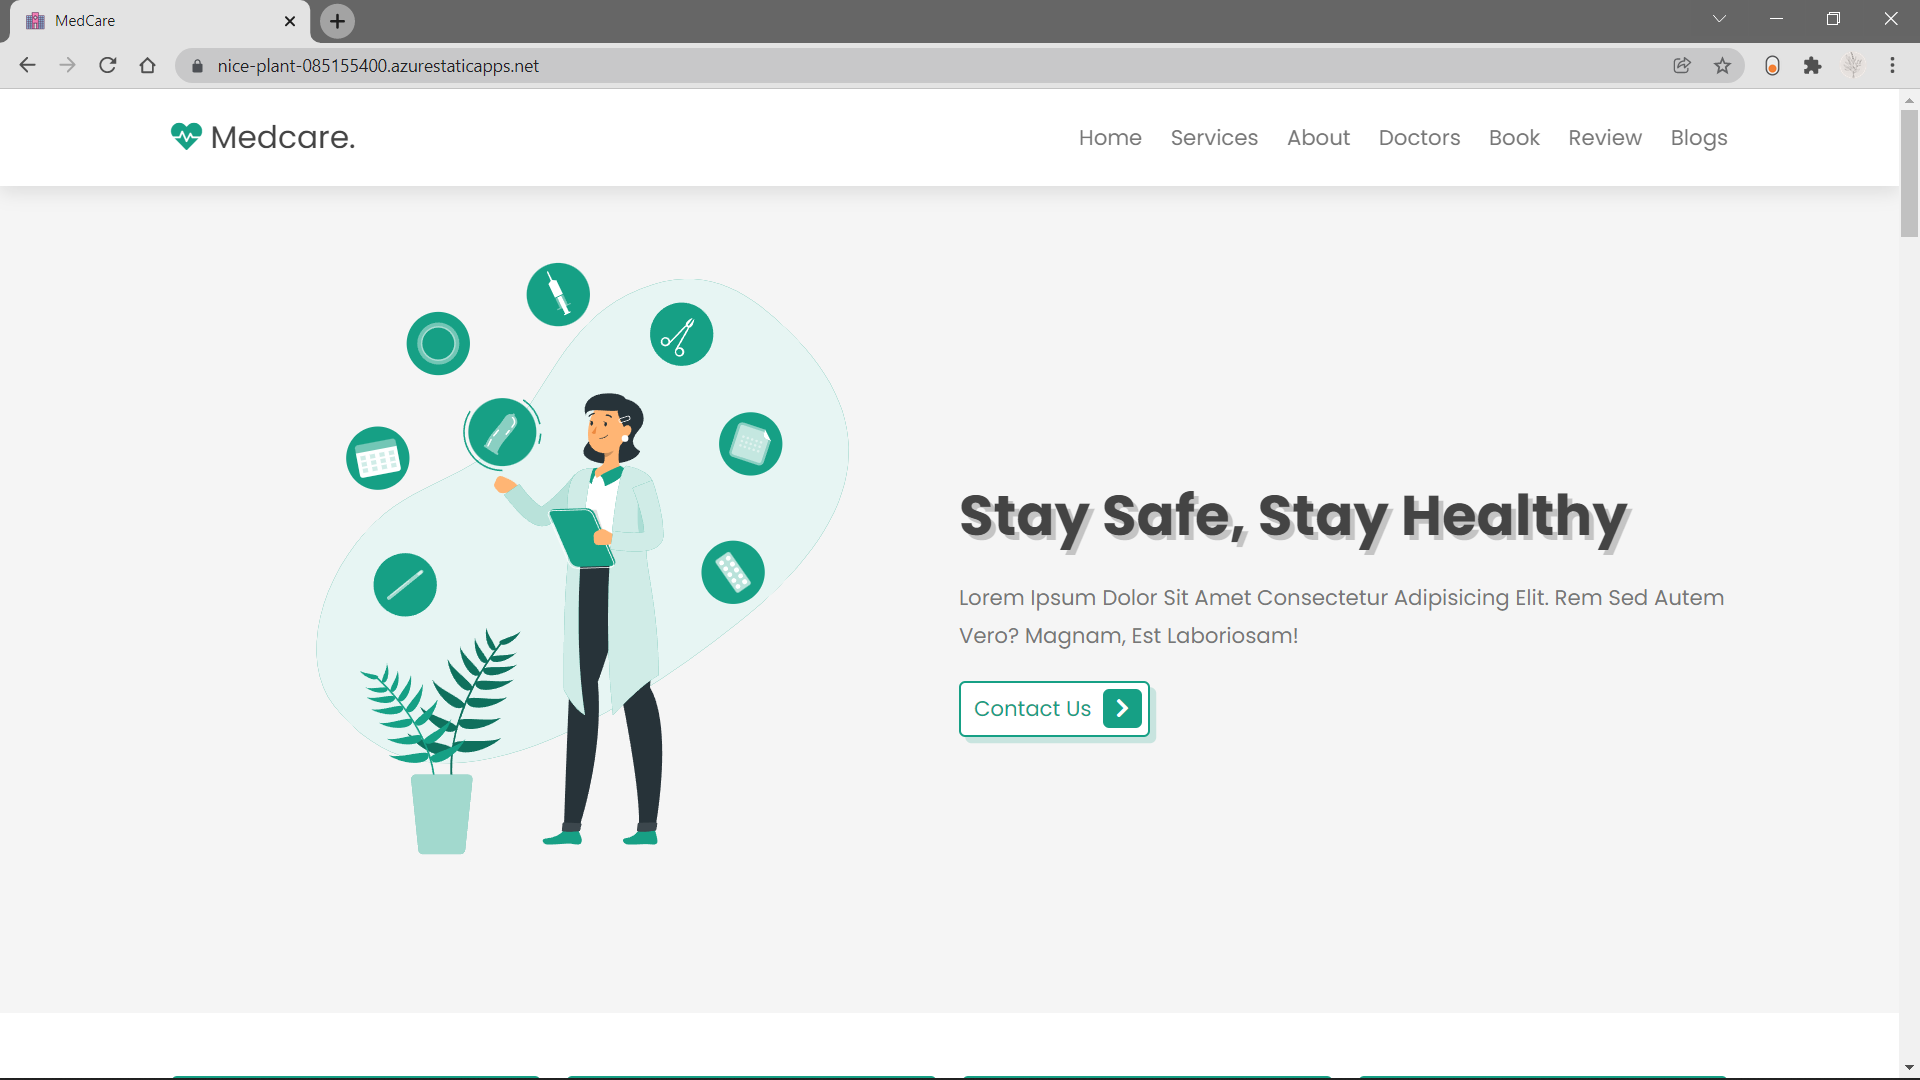 MedCare
nice-plant-085155400.azurestaticapps.net
Medcare.
Home Services About Doctors Book Review Blogs
Stay Safe, Stay Healthy
Lorem Ipsum Dolor Sit Amet Consectetur Adipisicing Elit. Rem Sed Autem
Vero? Magnam, Est Laboriosam!
Contact Us